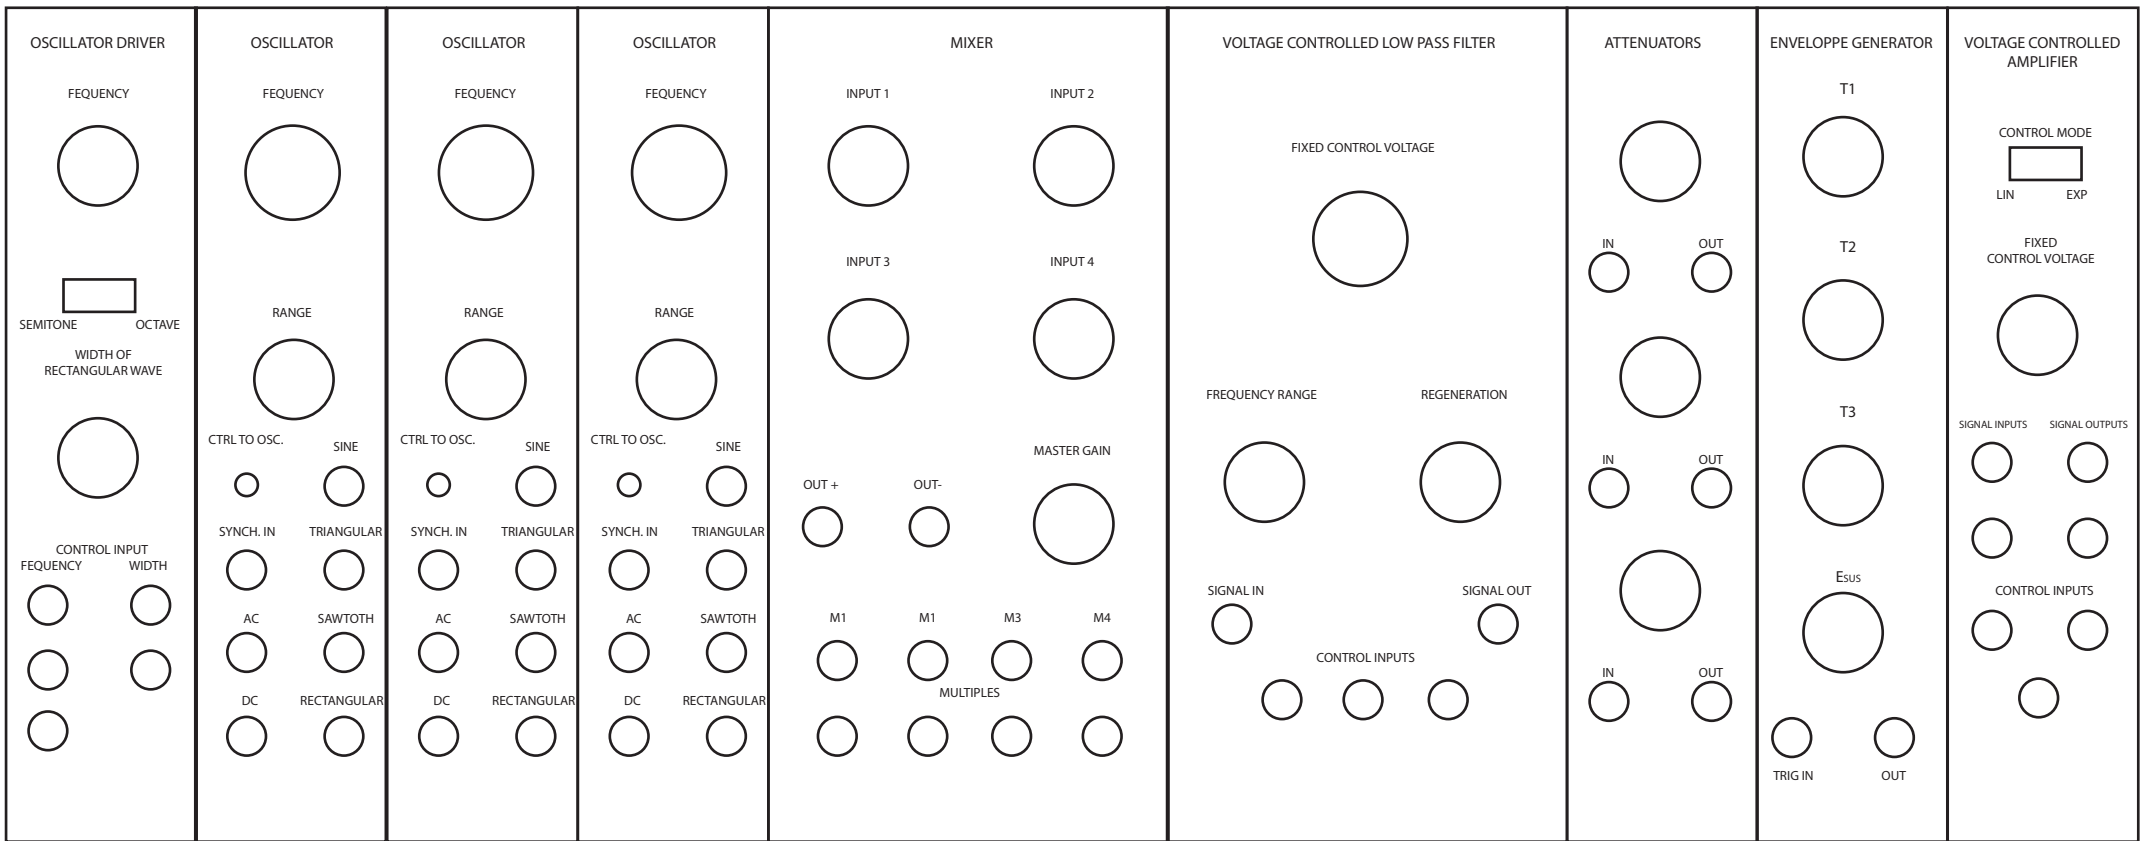 OSCILLATOR DRIVER
FEQUENCY
SEMITONE OCTAVE
WIDTH OF
RECTANGULAR WAVE
CONTROL INPUT
FEQUENCY WIDTH
OSCILLATOR
FEQUENCY
RANGE
CTRL TO OSC. SINE
SYNCH. IN TRIANGULAR
AC SAWTOTH
DC RECTANGULAR
OSCILLATOR
FEQUENCY
RANGE
CTRL TO OSC. SINE
SYNCH. IN TRIANGULAR
AC SAWTOTH
DC RECTANGULAR
OSCILLATOR
FEQUENCY
RANGE
CTRL TO OSC. SINE
SYNCH. IN TRIANGULAR
AC SAWTOTH
DC RECTANGULAR
MIXER
INPUT 1 INPUT 2
INPUT 3 INPUT 4
MASTER GAIN
OUT + OUT-
M1 M1 M3 M4
MULTIPLES
VOLTAGE CONTROLLED LOW PASS FILTER
FIXED CONTROL VOLTAGE
FREQUENCY RANGE REGENERATION
SIGNAL IN SIGNAL OUT
CONTROL INPUTS
ATTENUATORS
IN OUT
IN OUT
IN OUT
ENVELOPPE GENERATOR
T1
T2
T3
ESUS
TRIG IN OUT
VOLTAGE CONTROLLED
AMPLIFIER
CONTROL MODE
LIN EXP
FIXED
CONTROL VOLTAGE
SIGNAL INPUTS SIGNAL OUTPUTS
CONTROL INPUTS